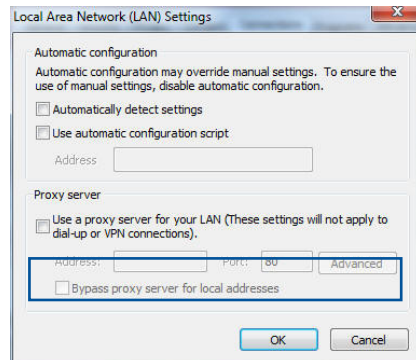 Local Area Network (LAN) Settings
Automatic configuration
Automatic configuration may override manual settings. To ensure the
use of manual settings, disable automatic configuration.
Automatically detect settings
Use automatic configuration script
Address
Proxy server
Use a proxy server for your LAN (These settings will not apply to
dial-up or VPN connections).
Address: Port: 80 Advanced
Bypass proxy server for local addresses
OK Cancel